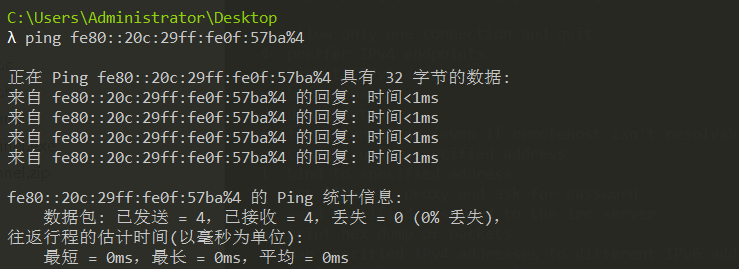 C:\Users\Administrator\Desktop
λ ping fe80::20c:29ff:fe0f:57ba%4
正在 Ping fe80::20c:29ff:fe0f:57ba%4 具有 32 字节的数据:
来自 fe80::20c:29ff:fe0f:57ba%4 的回复: 时间<1ms
来自 fe80::20c:29ff:fe0f:57ba%4 的回复: 时间<1ms
来自 fe80::20c:29ff:fe0f:57ba%4 的回复: 时间<1ms
来自 fe80::20c:29ff:fe0f:57ba%4 的回复: 时间<1ms
fe80::20c:29ff:fe0f:57ba%4 的 Ping 统计信息:
数据包: 已发送 = 4，已接收 = 4，丢失 = 0 (0% 丢失)，
往返行程的估计时间(以毫秒为单位):
最短 = 0ms，最长 = 0ms，平均 = 0ms